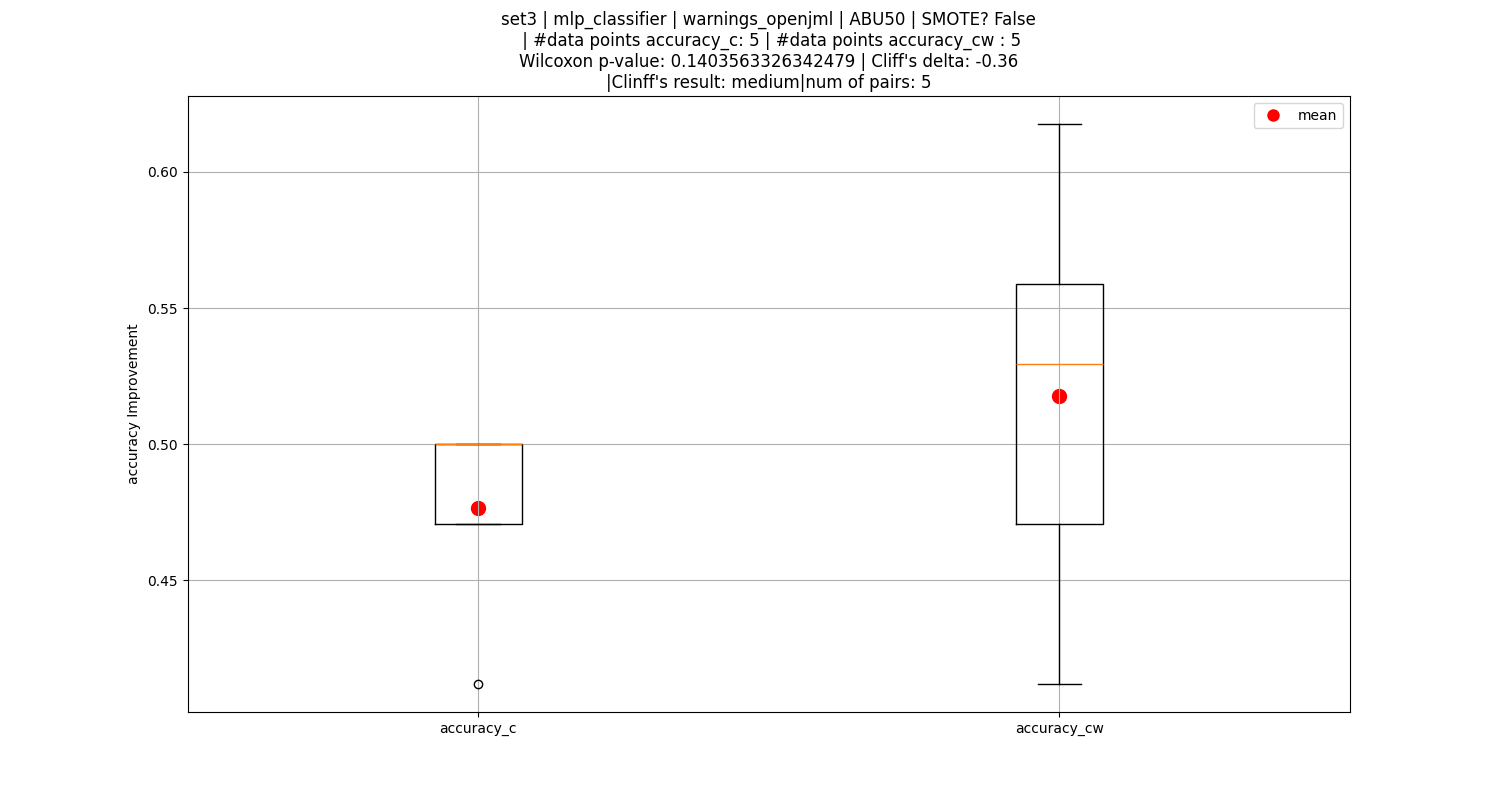 set3 | mlp_classifier | warnings_openjml | ABU50 | SMOTE? False
| #data points accuracy_c: 5 | #data points accuracy_cw : 5
Wilcoxon p-value: 0.1403563326342479 | Cliff's delta: -0.36
|Clinff's result: medium|num of pairs: 5
mean
0.60
0.55
0.50
0.45
accuracy Improvement
accuracy_c
accuracy_cw